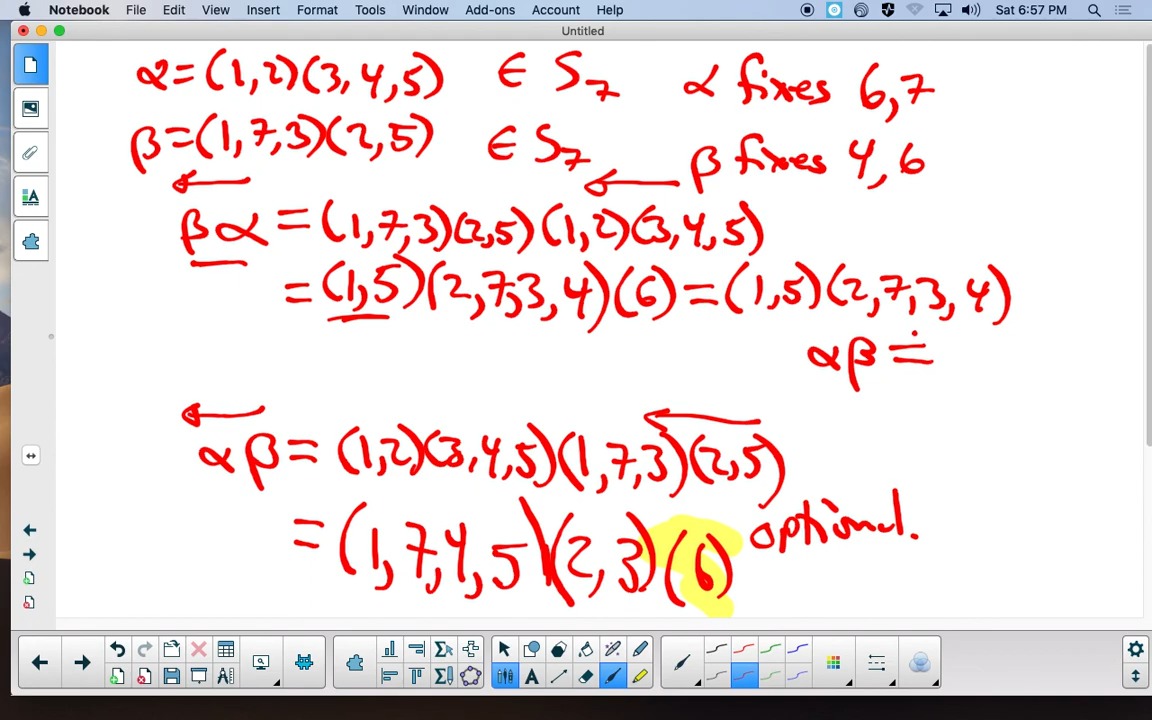 Notebook File Edit View Insert Format Tools Window Add-ons Account Help Sat 6:57 PM
Untitled
α=(1,2)(3,4,5) ∈ S₇ α fixes 6,7
β=(1,7,3)(2,5) ∈ S₇ β fixes 4,6
βα = (1,7,3)(2,5)(1,2)(3,4,5)
= (1,5)(2,7,3,4)(6) = (1,5)(2,7,3,4)
αβ ≐
αβ = (1,2)(3,4,5)(1,7,3)(2,5)
= (1,7,4,5)(2,3)(6) optional.